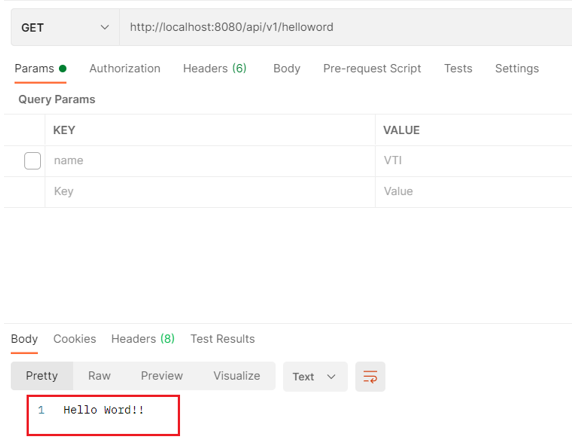 GET http://localhost:8080/api/v1/helloword
Params Authorization Headers (6) Body Pre-request Script Tests Settings
Query Params
KEY VALUE
name VTI
Key Value
Body Cookies Headers (8) Test Results
Pretty Raw Preview Visualize Text
1 Hello Word!!